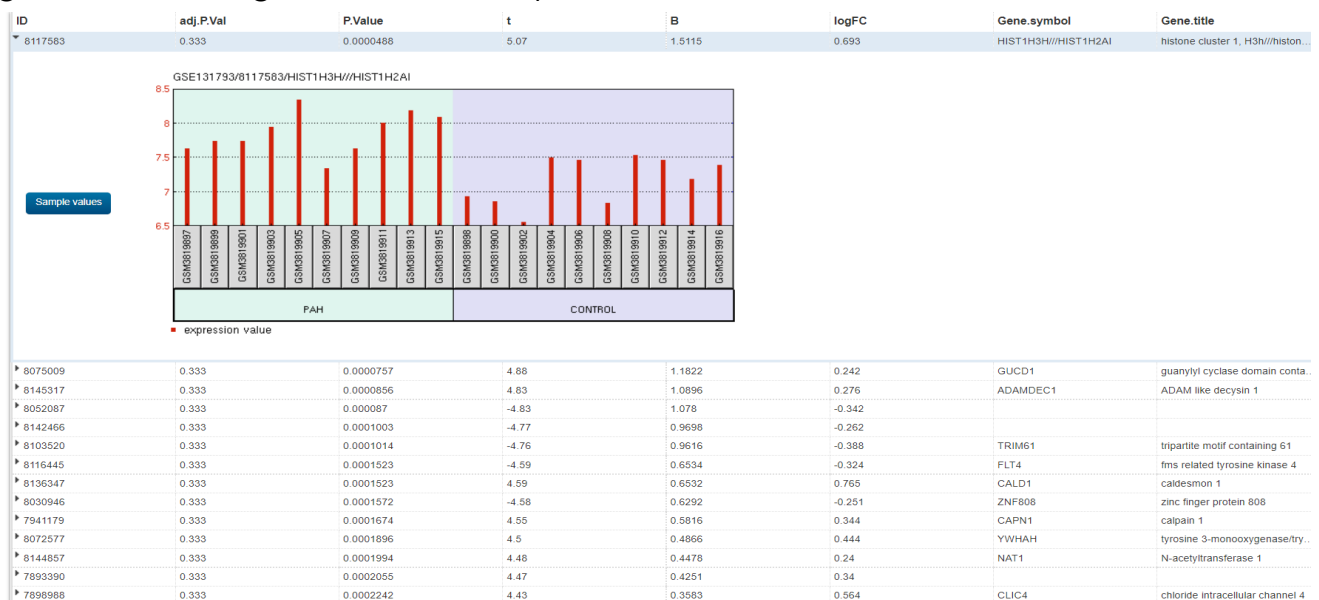 ID adj.P.Val P.Value t B logFC Gene.symbol Gene.title
8117583 0.333 0.0000488 5.07 1.5115 0.693 HIST1H3H///HIST1H2AI histone cluster 1, H3h///histon...
GSE131793/8117583/HIST1H3H///HIST1H2AI
8.5
8
7.5
7
6.5
Sample values
GSM3819897 GSM3819899 GSM3819901 GSM3819903 GSM3819905 GSM3819907 GSM3819909 GSM3819911 GSM3819913 GSM3819915 GSM3819898 GSM3819900 GSM3819902 GSM3819904 GSM3819906 GSM3819908 GSM3819910 GSM3819912 GSM3819914 GSM3819916
PAH CONTROL
expression value
8075009 0.333 0.0000757 4.88 1.1822 0.242 GUCD1 guanylyl cyclase domain conta...
8145317 0.333 0.0000856 4.83 1.0896 0.276 ADAMDEC1 ADAM like decysin 1
8052087 0.333 0.000087 -4.83 1.078 -0.342
8142466 0.333 0.0001003 -4.77 0.9698 -0.262
8103520 0.333 0.0001014 -4.76 0.9616 -0.388 TRIM61 tripartite motif containing 61
8116445 0.333 0.0001523 -4.59 0.6534 -0.324 FLT4 fms related tyrosine kinase 4
8136347 0.333 0.0001523 4.59 0.6532 0.765 CALD1 caldesmon 1
8030946 0.333 0.0001572 -4.58 0.6292 -0.251 ZNF808 zinc finger protein 808
7941179 0.333 0.0001674 4.55 0.5816 0.344 CAPN1 calpain 1
8072577 0.333 0.0001896 4.5 0.4866 0.444 YWHAH tyrosine 3-monooxygenase/try...
8144857 0.333 0.0001994 4.48 0.4478 0.24 NAT1 N-acetyltransferase 1
7893390 0.333 0.0002055 4.47 0.4251 0.34
7898988 0.333 0.0002242 4.43 0.3583 0.564 CLIC4 chloride intracellular channel 4